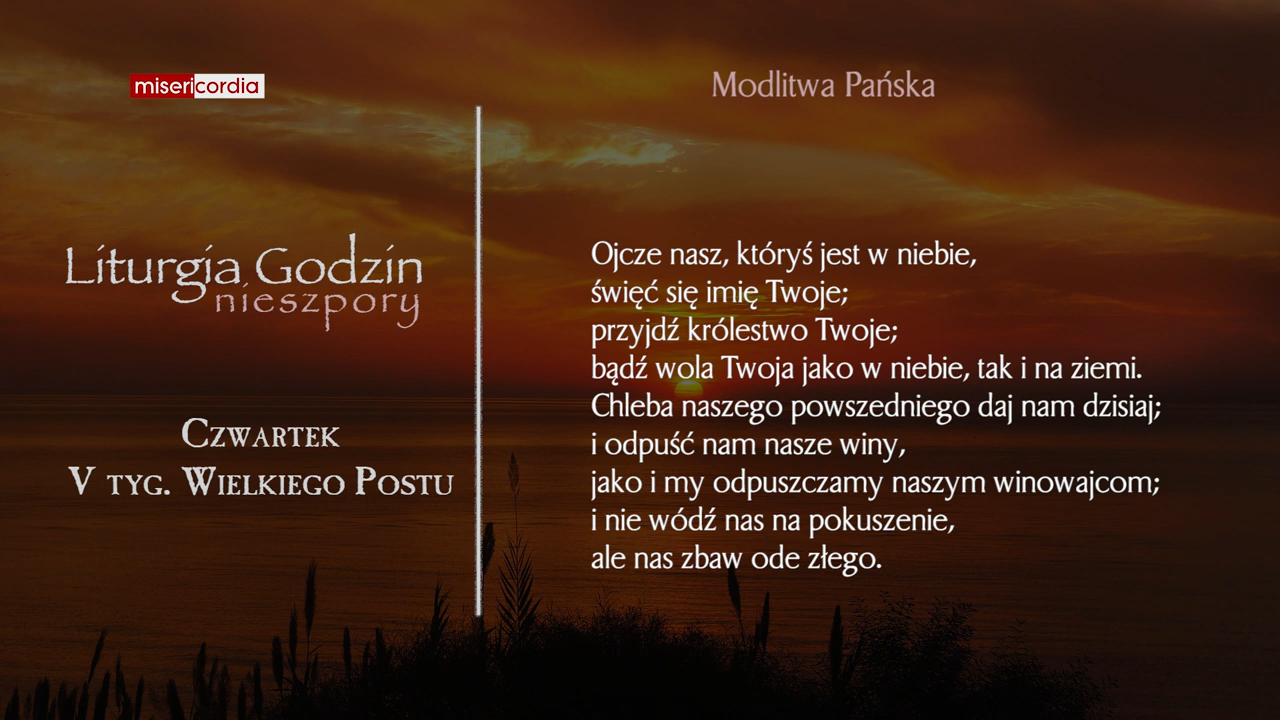 misericordia
Liturgia Godzin
nieszpory
Czwartek
V tyg. Wielkiego Postu
Modlitwa Pańska
Ojcze nasz, któryś jest w niebie,
święć się imię Twoje;
przyjdź królestwo Twoje;
bądź wola Twoja jako w niebie, tak i na ziemi.
Chleba naszego powszedniego daj nam dzisiaj;
i odpuść nam nasze winy,
jako i my odpuszczamy naszym winowajcom;
i nie wódź nas na pokuszenie,
ale nas zbaw ode złego.